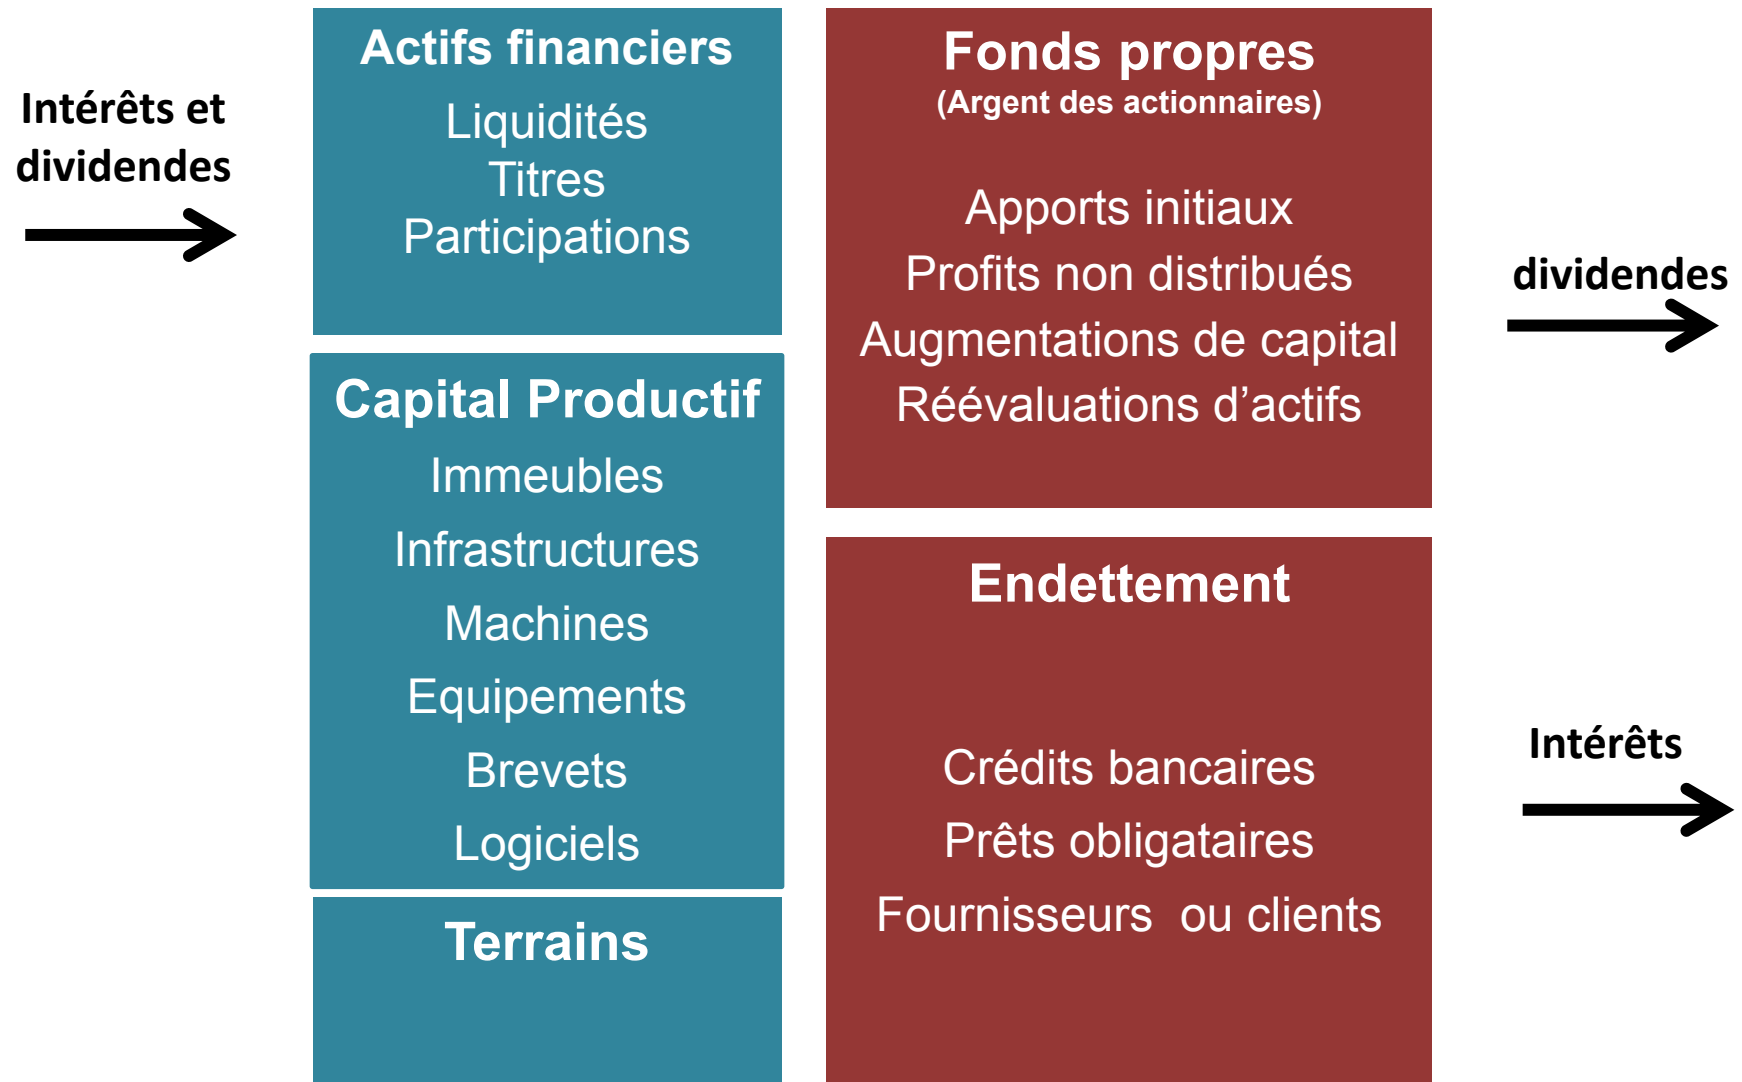 Intérêts et
dividendes
Actifs financiers
Liquidités
Titres
Participations
Capital Productif
Immeubles
Infrastructures
Machines
Equipements
Brevets
Logiciels
Terrains
Fonds propres
(Argent des actionnaires)
Apports initiaux
Profits non distribués
Augmentations de capital
Réévaluations d’actifs
Endettement
Crédits bancaires
Prêts obligataires
Fournisseurs  ou clients
dividendes
Intérêts